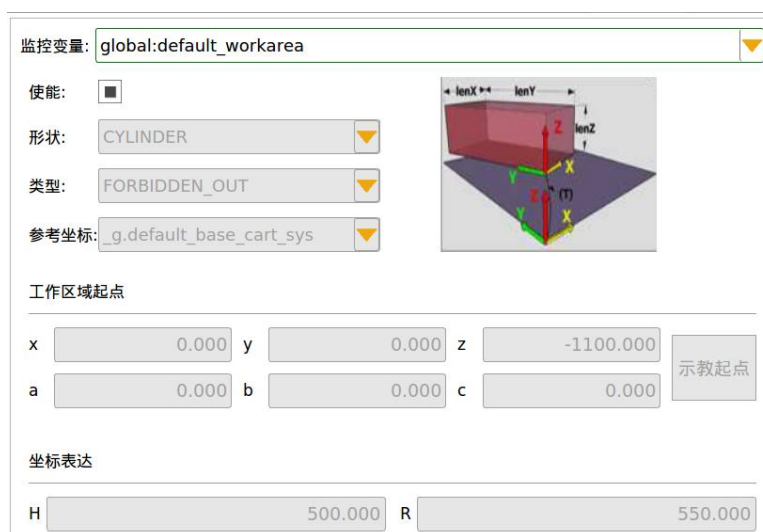 监控变量: global:default_workarea
使能:
形状: CYLINDER
类型: FORBIDDEN_OUT
参考坐标: _g.default_base_cart_sys
lenX lenY
lenZ
Z
X
Y
(T)
Z
Y X
工作区域起点
x 0.000 y 0.000 z -1100.000
示教起点
a 0.000 b 0.000 c 0.000
坐标表达
H 500.000 R 550.000